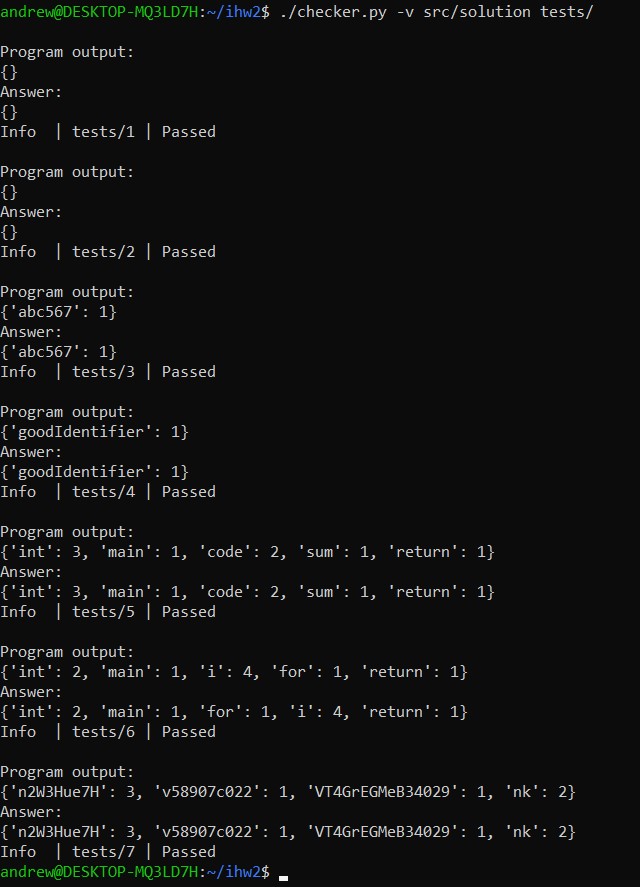 andrew@DESKTOP-MQ3LD7H:~/ihw2$ ./checker.py -v src/solution tests/
Program output:
{}
Answer:
{}
Info  | tests/1 | Passed
Program output:
{}
Answer:
{}
Info  | tests/2 | Passed
Program output:
{'abc567': 1}
Answer:
{'abc567': 1}
Info  | tests/3 | Passed
Program output:
{'goodIdentifier': 1}
Answer:
{'goodIdentifier': 1}
Info  | tests/4 | Passed
Program output:
{'int': 3, 'main': 1, 'code': 2, 'sum': 1, 'return': 1}
Answer:
{'int': 3, 'main': 1, 'code': 2, 'sum': 1, 'return': 1}
Info  | tests/5 | Passed
Program output:
{'int': 2, 'main': 1, 'i': 4, 'for': 1, 'return': 1}
Answer:
{'int': 2, 'main': 1, 'for': 1, 'i': 4, 'return': 1}
Info  | tests/6 | Passed
Program output:
{'n2W3Hue7H': 3, 'v58907c022': 1, 'VT4GrEGMeB34029': 1, 'nk': 2}
Answer:
{'n2W3Hue7H': 3, 'v58907c022': 1, 'VT4GrEGMeB34029': 1, 'nk': 2}
Info  | tests/7 | Passed
andrew@DESKTOP-MQ3LD7H:~/ihw2$